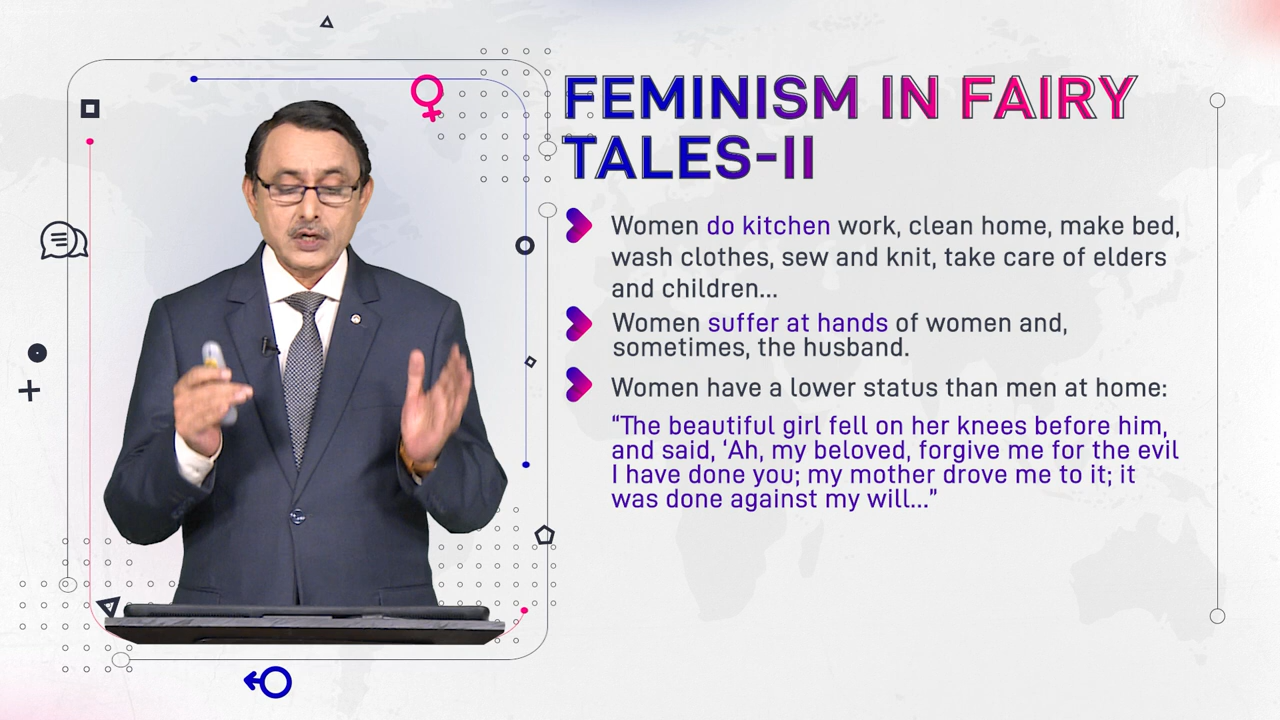 FEMINISM IN FAIRY
TALES-II
Women do kitchen work, clean home, make bed,
wash clothes, sew and knit, take care of elders
and children...
Women suffer at hands of women and,
sometimes, the husband.
Women have a lower status than men at home:
“The beautiful girl fell on her knees before him,
and said, ‘Ah, my beloved, forgive me for the evil
I have done you; my mother drove me to it; it
was done against my will...”